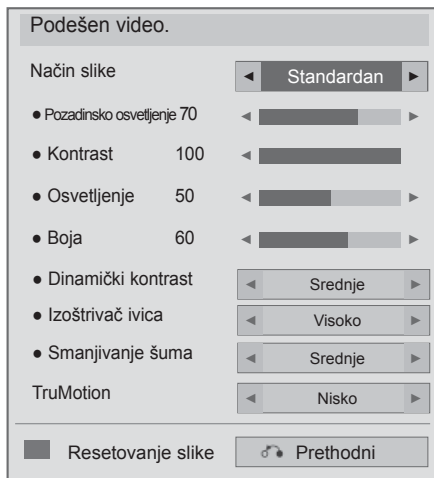 Podešen video.
Način slike ◄ Standardan ►
● Pozadinsko osvetljenje 70 ◄ ►
● Kontrast 100 ◄
● Osvetljenje 50 ◄ ►
● Boja 60 ◄ ►
● Dinamički kontrast ◄ Srednje ►
● Izoštrivač ivica ◄ Visoko ►
● Smanjivanje šuma ◄ Srednje ►
TruMotion ◄ Nisko ►
Resetovanje slike Prethodni